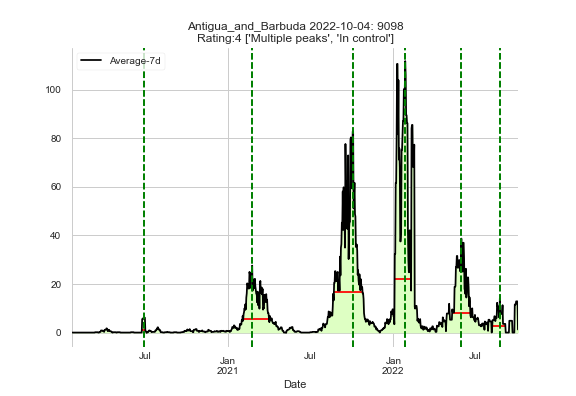 Antigua_and_Barbuda 2022-10-04: 9098
Rating:4 ['Multiple peaks', 'In control']
Average-7d
100
80
60
40
20
0
Jul
Jan
2021
Jul
Jan
2022
Jul
Date